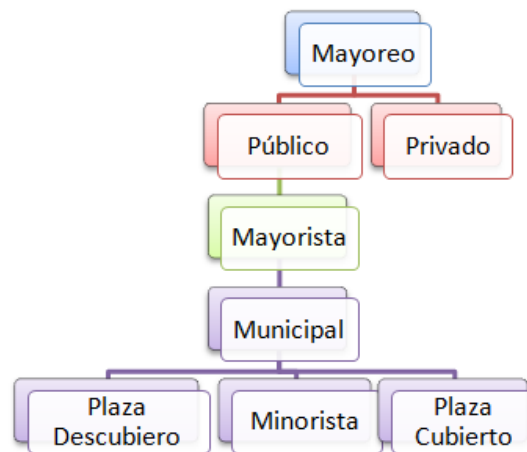 Mayoreo
Público
Privado
Mayorista
Municipal
Plaza
Descubiero
Minorista
Plaza
Cubierto